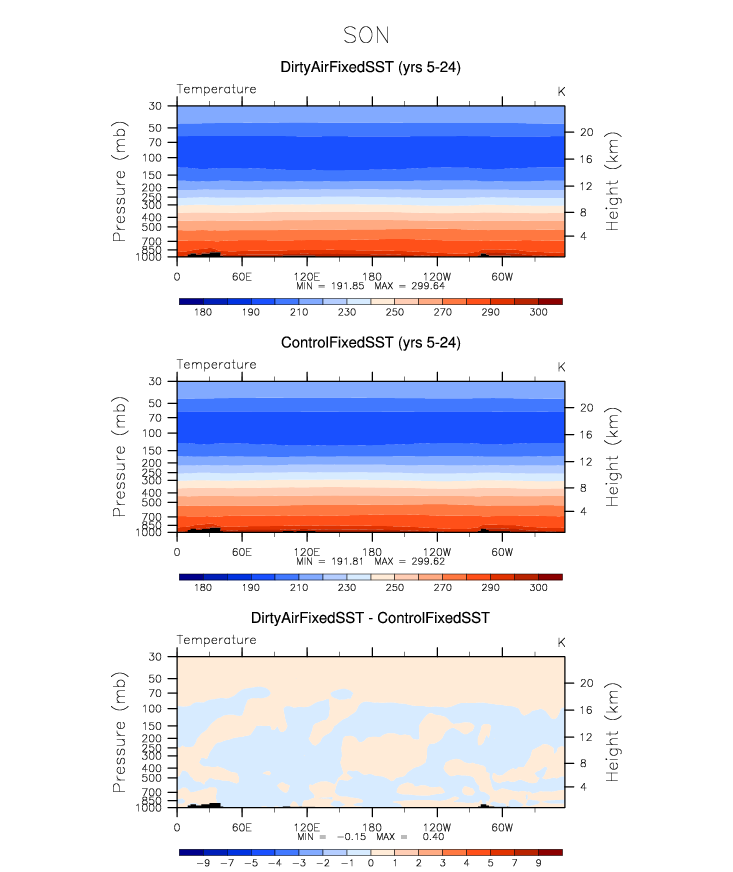 SON
DirtyAirFixedSST (yrs 5-24)
Temperature K
30
50
70
100
150
200
250
300
400
500
700
850
1000
Pressure (mb)
20
16
12
8
4
Height (km)
0 60E 120E 180 120W 60W
MIN = 191.85 MAX = 299.64
180 190 210 230 250 270 290 300
ControlFixedSST (yrs 5-24)
Temperature K
30
50
70
100
150
200
250
300
400
500
700
850
1000
Pressure (mb)
20
16
12
8
4
Height (km)
0 60E 120E 180 120W 60W
MIN = 191.81 MAX = 299.62
180 190 210 230 250 270 290 300
DirtyAirFixedSST - ControlFixedSST
Temperature K
30
50
70
100
150
200
250
300
400
500
700
850
1000
Pressure (mb)
20
16
12
8
4
Height (km)
0 60E 120E 180 120W 60W
MIN = -0.15 MAX = 0.40
-9 -7 -5 -4 -3 -2 -1 0 1 2 3 4 5 7 9